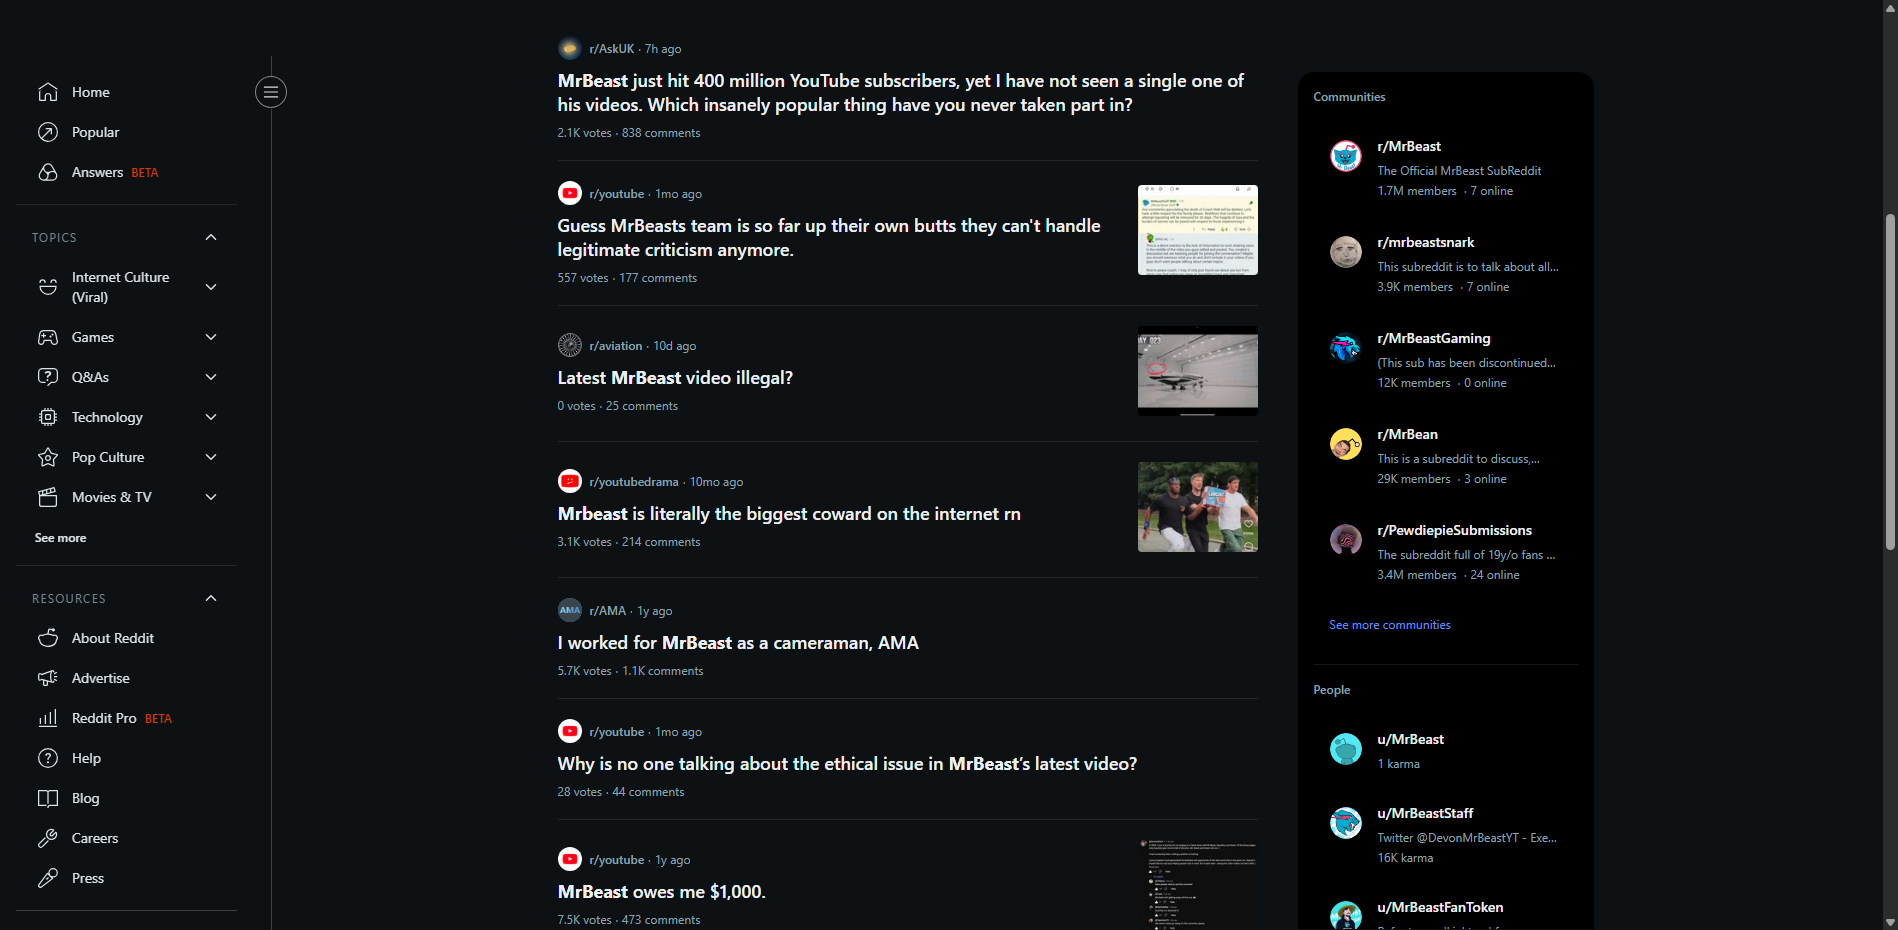 Home
Popular
Answers BETA
TOPICS
Internet Culture
(Viral)
Games
Q&As
Technology
Pop Culture
Movies & TV
See more
RESOURCES
About Reddit
Advertise
Reddit Pro BETA
Help
Blog
Careers
Press
r/AskUK · 7h ago
MrBeast just hit 400 million YouTube subscribers, yet I have not seen a single one of
his videos. Which insanely popular thing have you never taken part in?
2.1K votes · 838 comments
r/youtube · 1mo ago
Guess MrBeasts team is so far up their own butts they can't handle
legitimate criticism anymore.
557 votes · 177 comments
r/aviation · 10d ago
Latest MrBeast video illegal?
0 votes · 25 comments
r/youtubedrama · 10mo ago
Mrbeast is literally the biggest coward on the internet rn
3.1K votes · 214 comments
AMA r/AMA · 1y ago
I worked for MrBeast as a cameraman, AMA
5.7K votes · 1.1K comments
r/youtube · 1mo ago
Why is no one talking about the ethical issue in MrBeast’s latest video?
28 votes · 44 comments
r/youtube · 1y ago
MrBeast owes me $1,000.
7.5K votes · 473 comments
Communities
r/MrBeast
The Official MrBeast SubReddit
1.7M members · 7 online
r/mrbeastsnark
This subreddit is to talk about all...
3.9K members · 7 online
r/MrBeastGaming
(This sub has been discontinued...
12K members · 0 online
r/MrBean
This is a subreddit to discuss,...
29K members · 3 online
r/PewdiepieSubmissions
The subreddit full of 19y/o fans ...
3.4M members · 24 online
See more communities
People
u/MrBeast
1 karma
u/MrBeastStaff
Twitter @DevonMrBeastYT - Exe...
16K karma
u/MrBeastFanToken